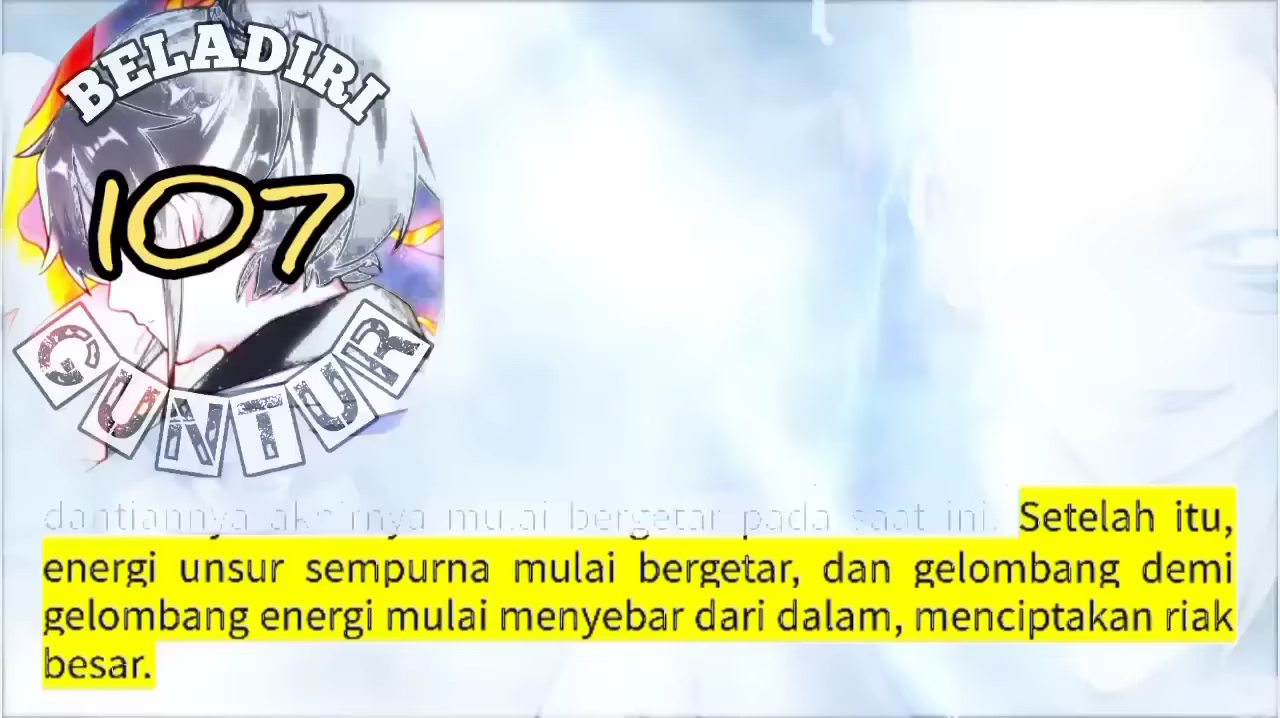 BELADIRI
107
GUNTUR
dantiannya akhirnya mulai bergetar pada saat ini. Setelah itu,
energi unsur sempurna mulai bergetar, dan gelombang demi
gelombang energi mulai menyebar dari dalam, menciptakan riak
besar.